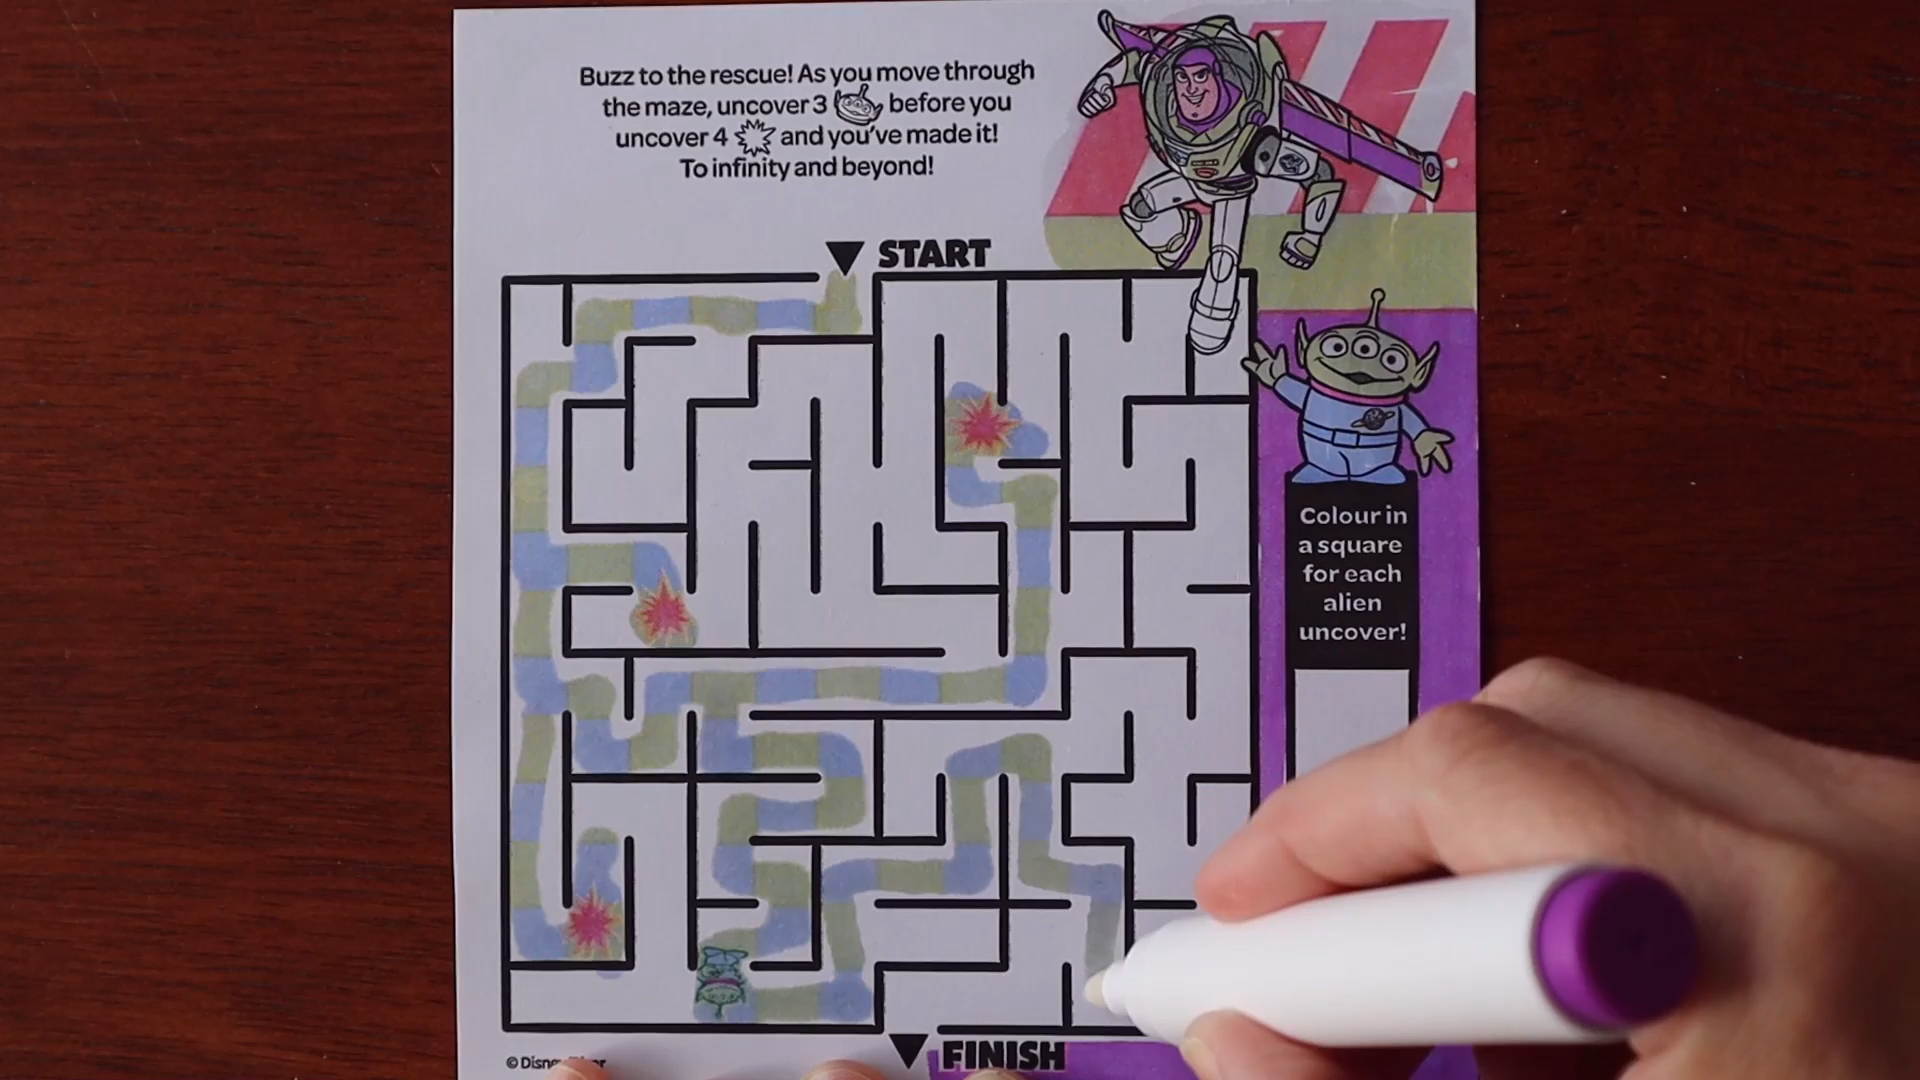 Buzz to the rescue! As you move through
the maze, uncover 3 before you
uncover 4 and you've made it!
To infinity and beyond!
START
Colour in
a square
for each
alien
uncover!
FINISH
©